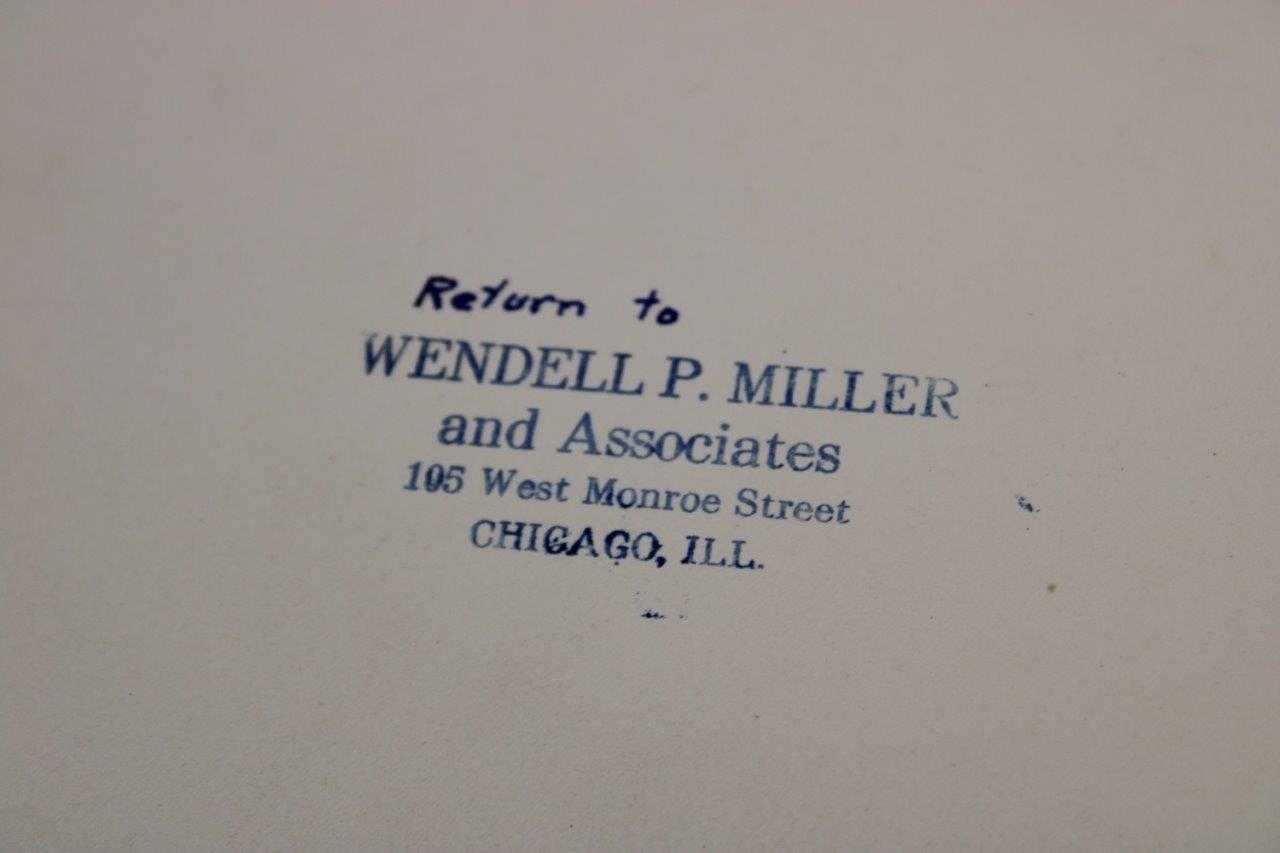 Return to
WENDELL P. MILLER
and Associates
105 West Monroe Street
CHICAGO, ILL.